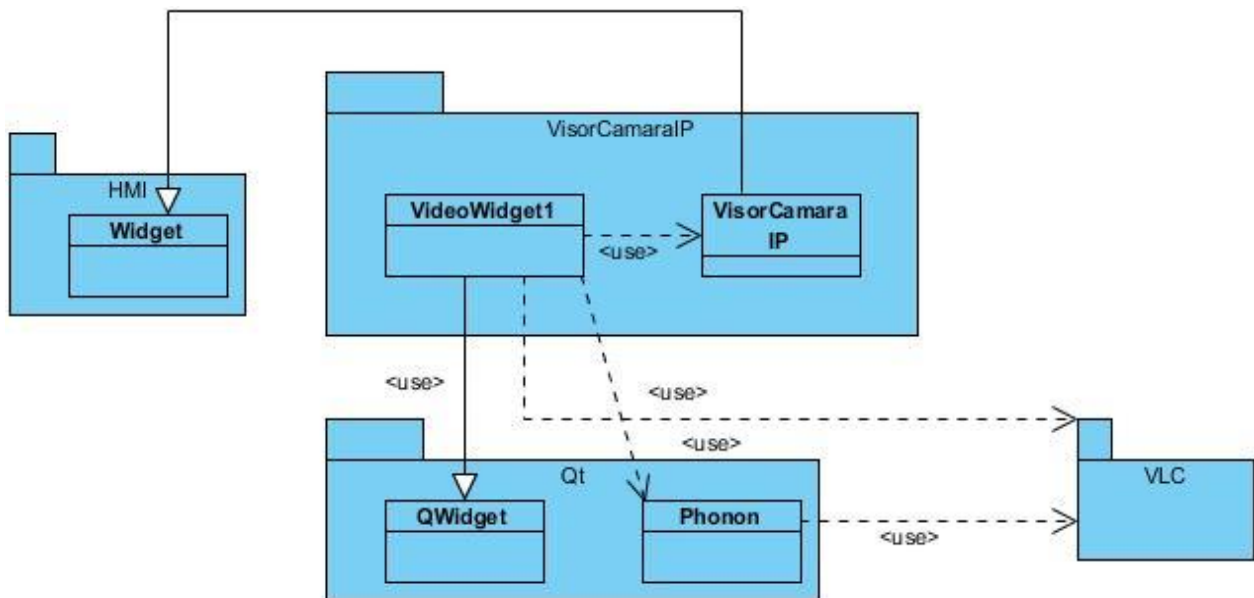 VisorCamaraIP
HMI
Widget
VideoWidget1
<use>
VisorCamara
IP
<use>
<use>
<use>
Qt
QWidget
Phonon
<use>
VLC